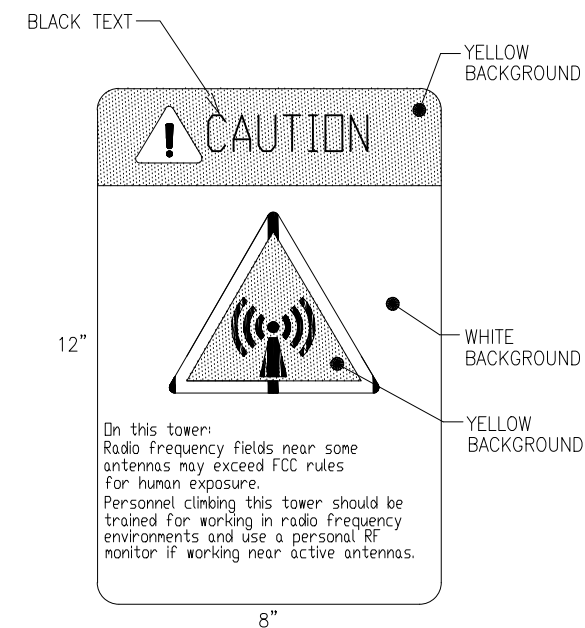 BLACK TEXT
YELLOW
BACKGROUND
! CAUTION
12”
WHITE
BACKGROUND
YELLOW
BACKGROUND
On this tower:
Radio frequency fields near some
antennas may exceed FCC rules
for human exposure.
Personnel climbing this tower should be
trained for working in radio frequency
environments and use a personal RF
monitor if working near active antennas.
8”